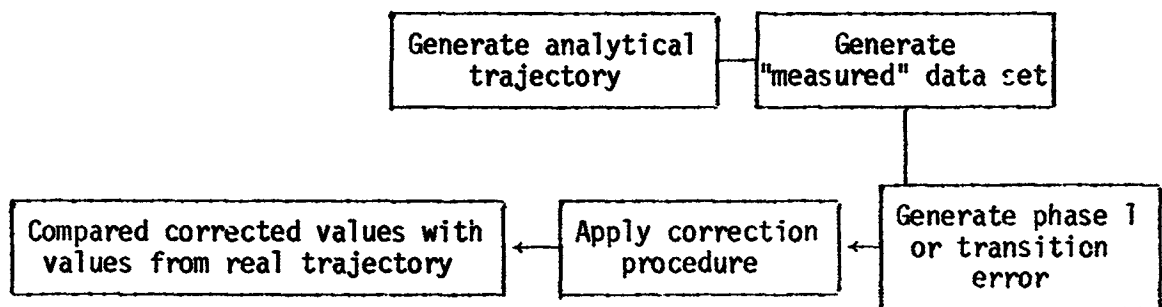 Generate analytical
trajectory
Generate
"measured" data set
Generate phase 1
or transition
error
Apply correction
procedure
Compared corrected values with
values from real trajectory